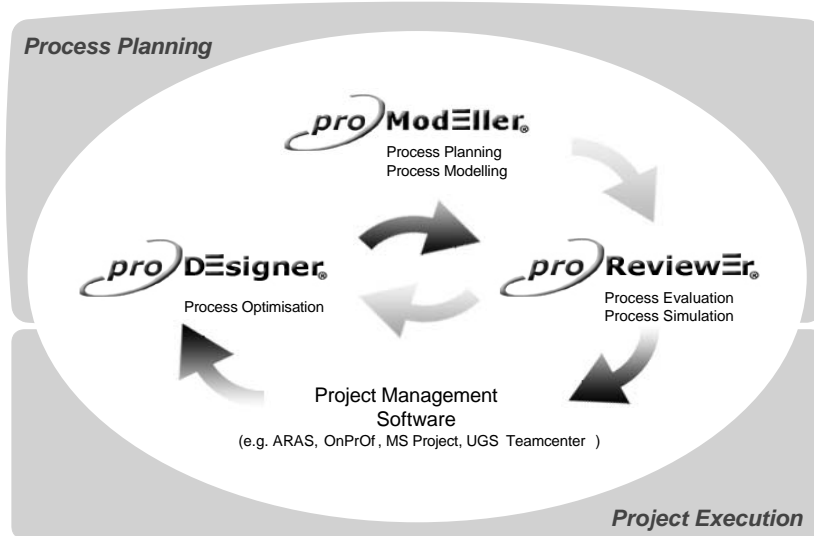 Process Planning
proModEller®
Process Planning
Process Modelling
proDEsigner®
Process Optimisation
proReviewEr®
Process Evaluation
Process Simulation
Project Management
Software
(e.g. ARAS, OnPrOf, MS Project, UGS Teamcenter )
Project Execution